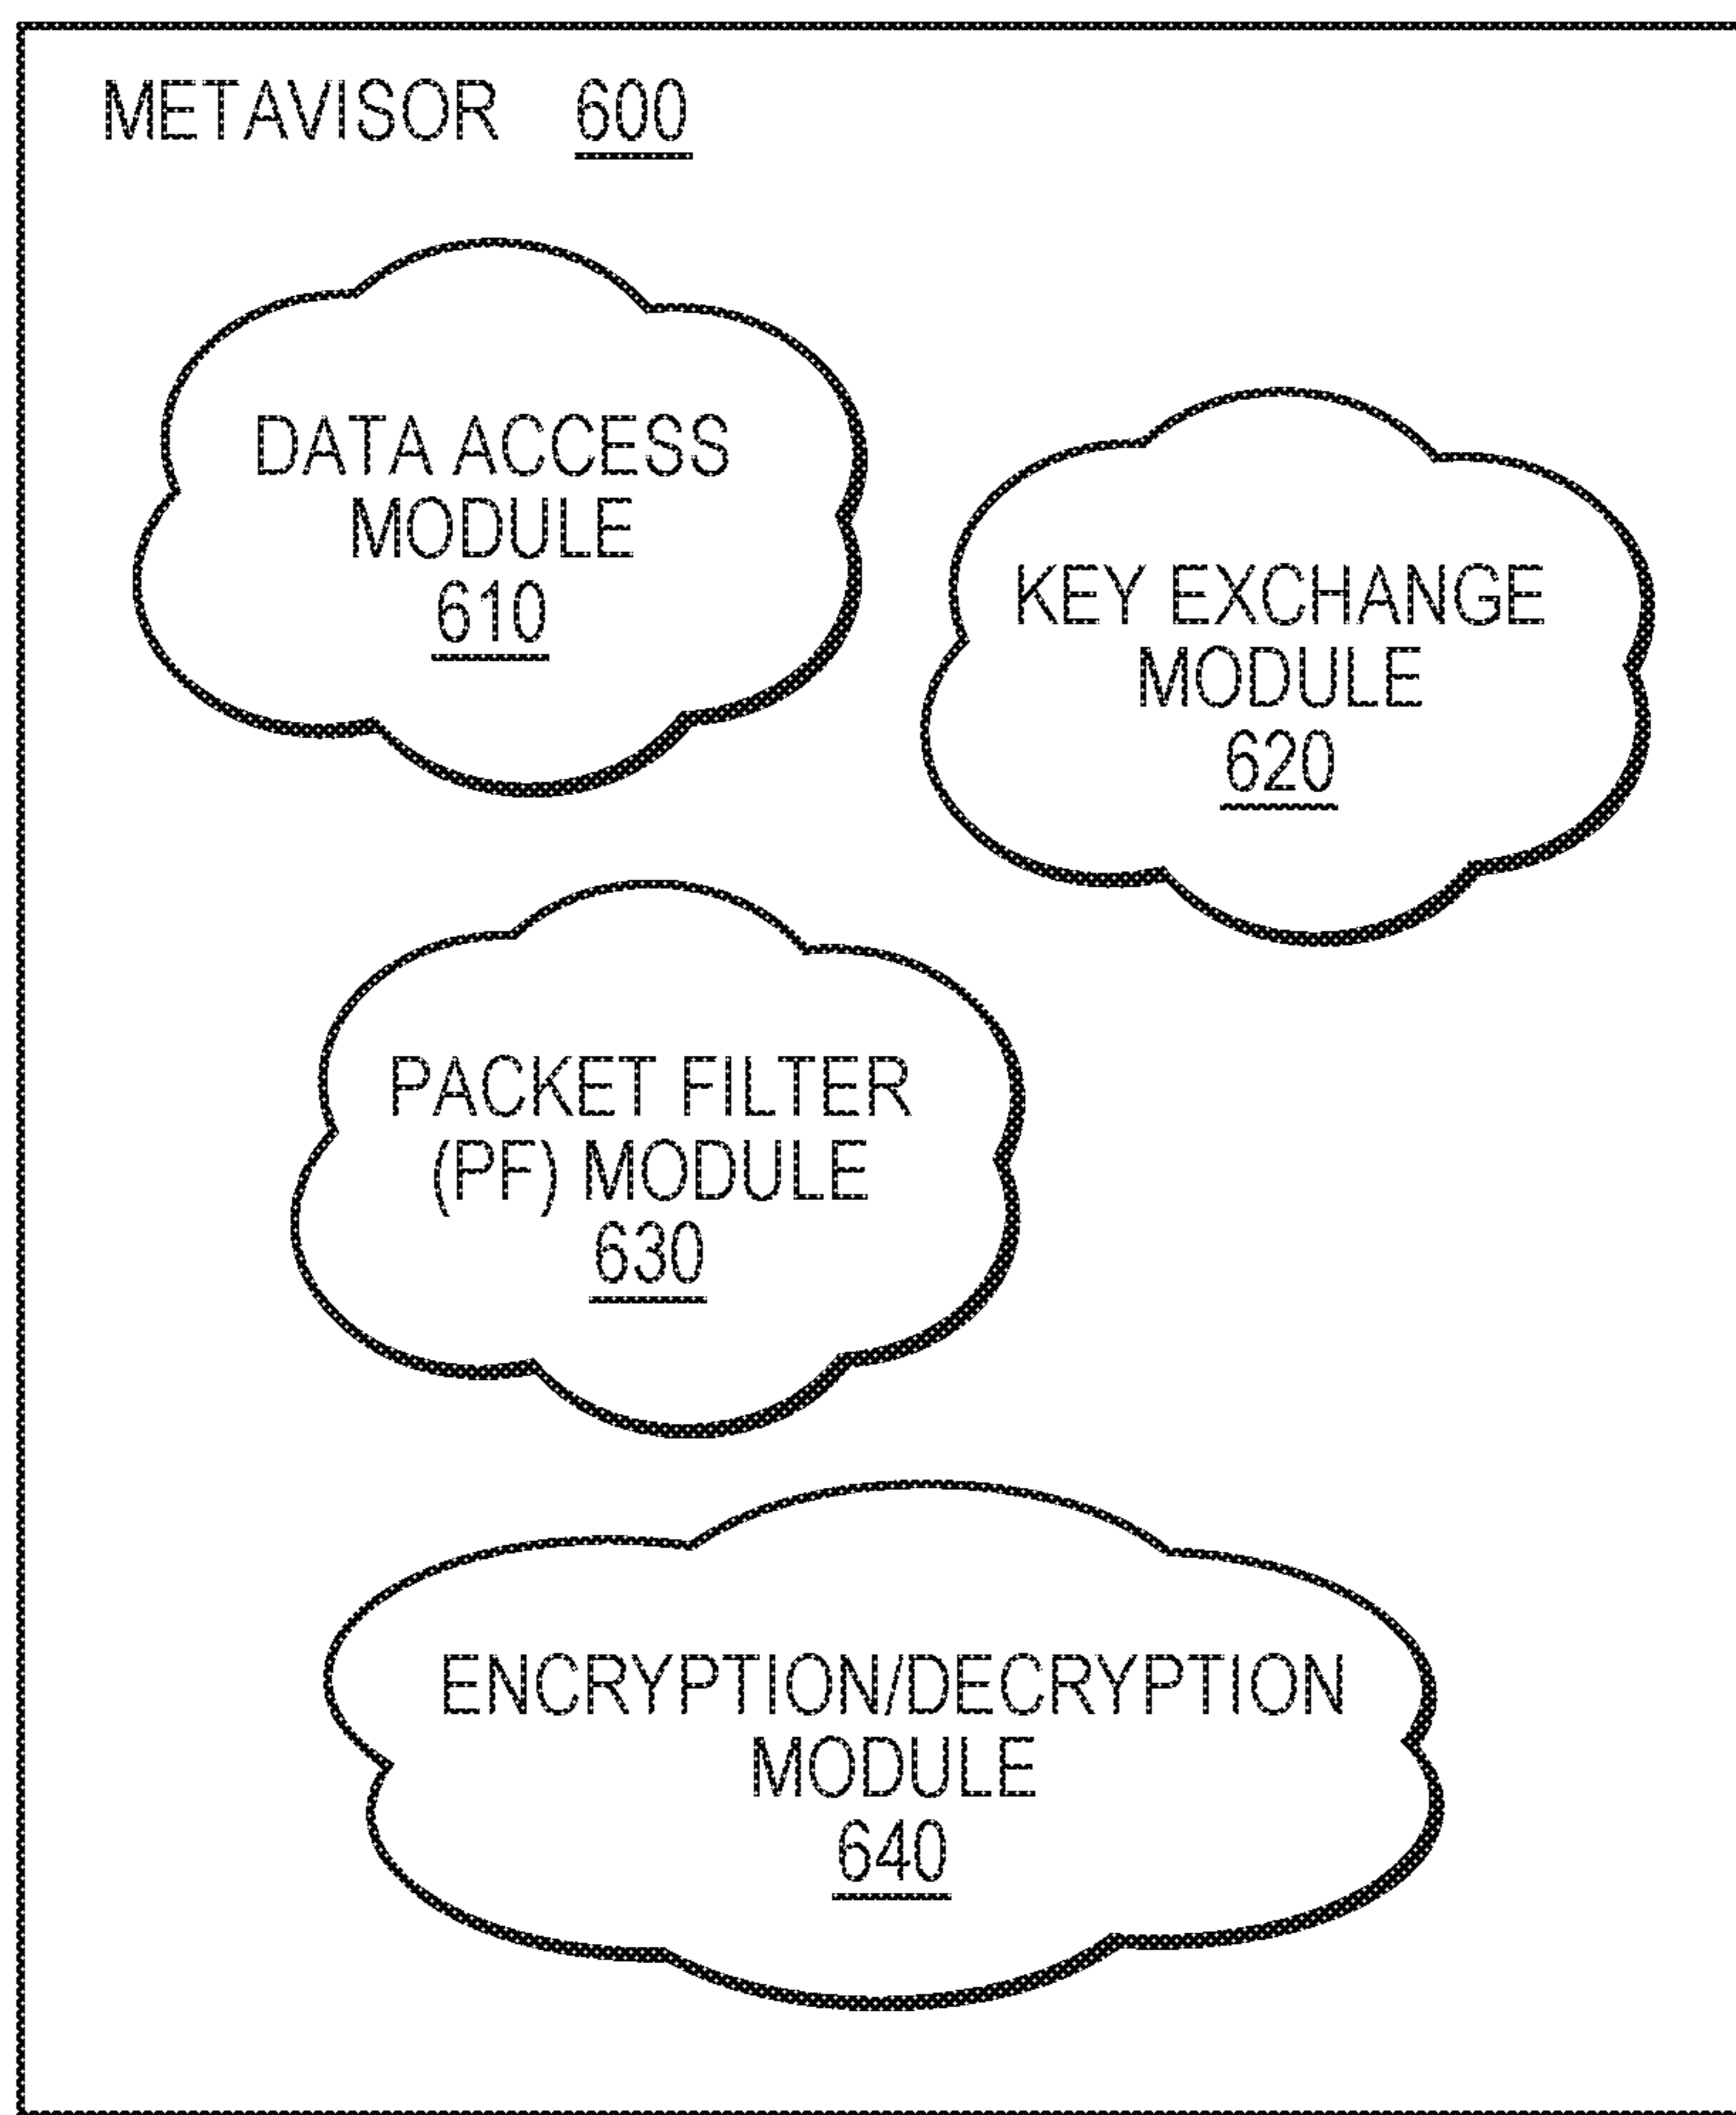 METAVISOR 600
DATA ACCESS
MODULE
610
KEY EXCHANGE
MODULE
620
PACKET FILTER
(PF) MODULE
630
ENCRYPTION/DECRYPTION
MODULE
640